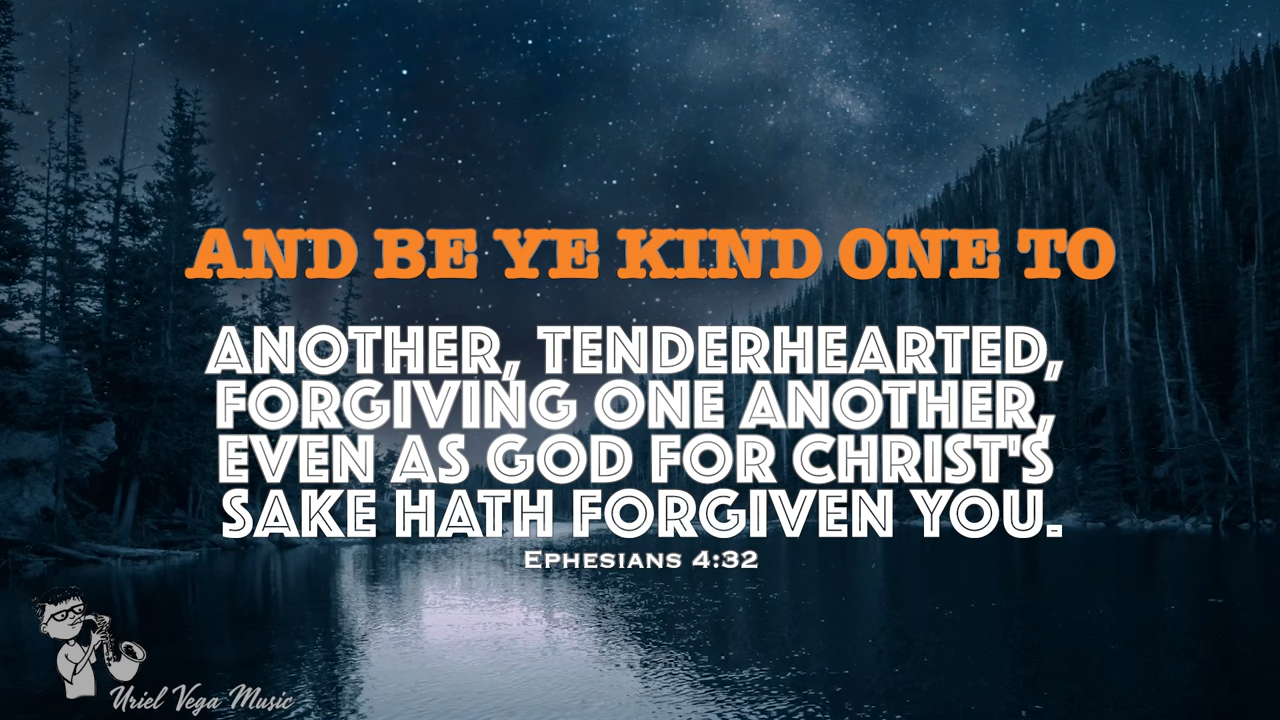 AND BE YE KIND ONE TO
ANOTHER, TENDERHEARTED,
FORGIVING ONE ANOTHER,
EVEN AS GOD FOR CHRIST'S
SAKE HATH FORGIVEN YOU.
EPHESIANS 4:32
Uriel Vega Music